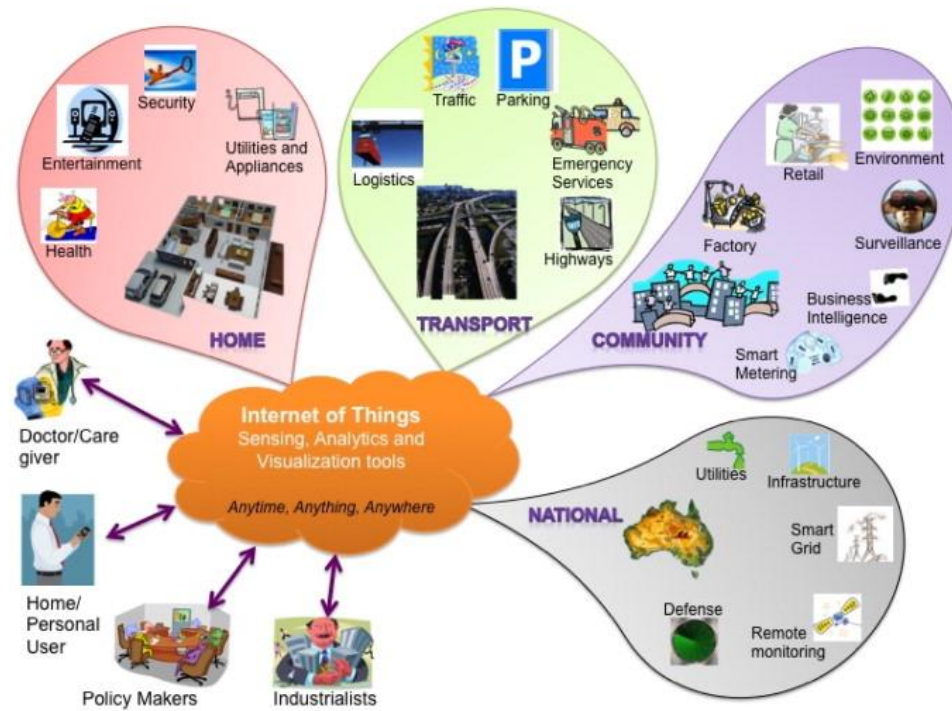 Security
Entertainment
Utilities and
Appliances
Health
HOME
Traffic
P
Parking
Logistics
Emergency
Services
Highways
TRANSPORT
Retail
Environment
Factory
Surveillance
Business
Intelligence
COMMUNITY
Smart
Metering
Internet of Things
Sensing, Analytics and
Visualization tools
Anytime, Anything, Anywhere
Utilities
Infrastructure
NATIONAL
Smart
Grid
Defense
Remote
monitoring
Doctor/Care
giver
Home/
Personal
User
Policy Makers
Industrialists